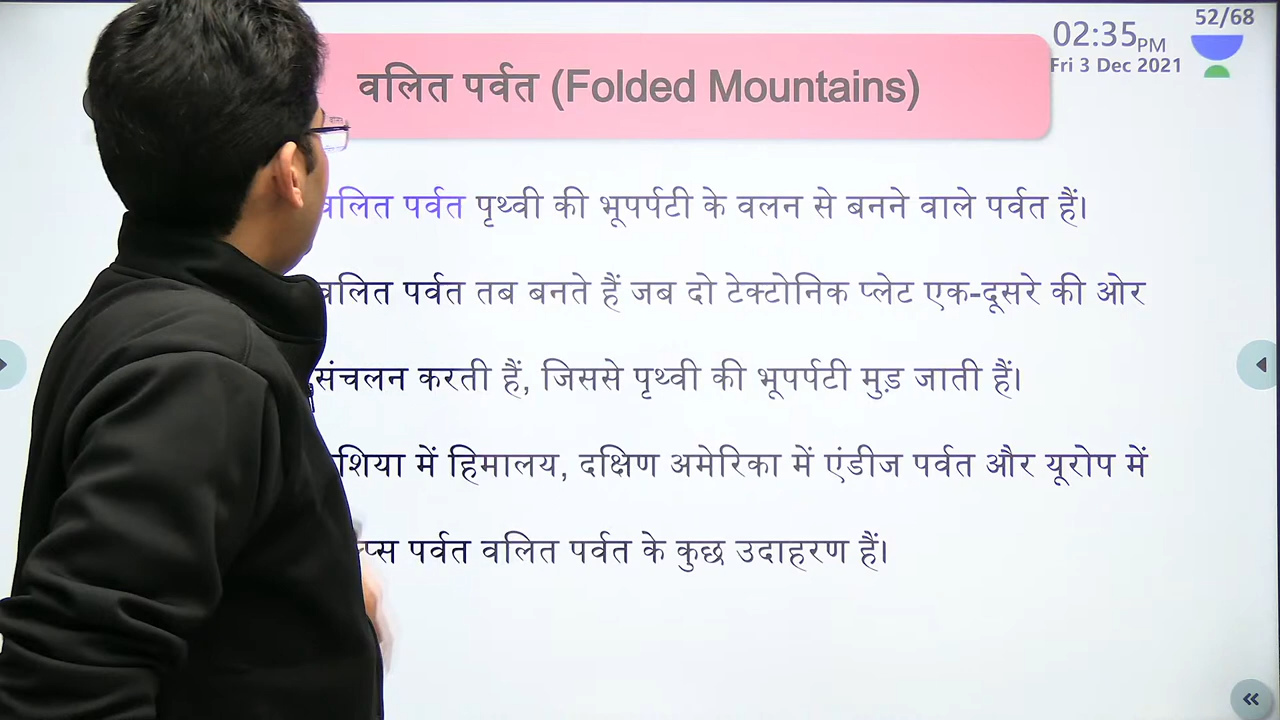 52/68
02:35PM
Fri 3 Dec 2021
वलित पर्वत (Folded Mountains)
वलित पर्वत पृथ्वी की भूपर्पटी के वलन से बनने वाले पर्वत हैं।
वलित पर्वत तब बनते हैं जब दो टेक्टोनिक प्लेट एक-दूसरे की ओर
संचलन करती हैं, जिससे पृथ्वी की भूपर्पटी मुड़ जाती हैं।
में हिमालय, दक्षिण अमेरिका में एंडीज पर्वत और यूरोप में
पर्वत वलित पर्वत के कुछ उदाहरण हैं।